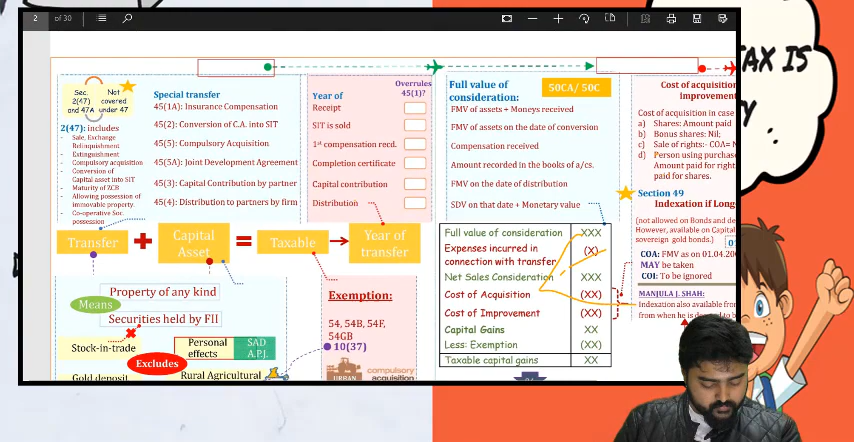 2 of 30
TAX IS
Sec. 2(47) and 47A
Not covered under 47
2(47): includes
- Sale, Exchange
Relinquishment
- Extinguishment
- Compulsory acquisition
- Conversion of
Capital asset into SIT
- Maturity of ZCB
- Allowing possession of
immovable property.
- Co-operative Soc.
possession
Special transfer
45(1A): Insurance Compensation
45(2): Conversion of C.A. into SIT
45(5): Compulsory Acquisition
45(5A): Joint Development Agreement
45(3): Capital Contribution by partner
45(4): Distribution to partners by firm
Overrules
45(1)?
Year of
Receipt
SIT is sold
1st compensation recd.
Completion certificate
Capital contribution
Distribution
Full value of
consideration:
50CA/ 50C
FMV of assets + Moneys received
FMV of assets on the date of conversion
Compensation received
Amount recorded in the books of a/cs.
FMV on the date of distribution
SDV on that date + Monetary value
Cost of acquisition
improvement
Cost of acquisition in case
a) Shares: Amount paid
b) Bonus shares: Nil;
c) Sale of rights:- COA= N
d) Person using purchase
Amount paid for right
paid for shares.
Section 49
Indexation if Long
(not allowed on Bonds and de
However, available on Capital
sovereign gold bonds.)
COA: FMV as on 01.04.200
MAY be taken
COI: To be ignored
MANJULA J. SHAH:
Indexation also available from
from when he is
Transfer + Capital Asset = Taxable → Year of transfer
Full value of consideration XXX
Expenses incurred in
connection with transfer (X)
Net Sales Consideration XXX
Cost of Acquisition (XX)
Cost of Improvement (XX)
Capital Gains XX
Less: Exemption (XX)
Taxable capital gains XX
Property of any kind
Means
Securities held by FII
Stock-in-trade
Excludes
Personal
effects
SAD
A.P.J.
Gold deposit
Rural Agricultural
Exemption:
54, 54B, 54F,
54GB
10(37)
URBAN
compulsory
acquisition